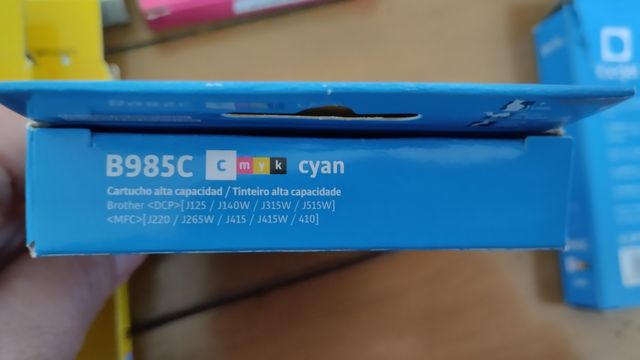 B985C C m y k cyan
Cartucho alta capacidad / Tinteiro alta capacidade
Brother <DCP>[J125 / J140W / J315W / J515W]
<MFC>[J220 / J265W / J415 / J415W / 410]